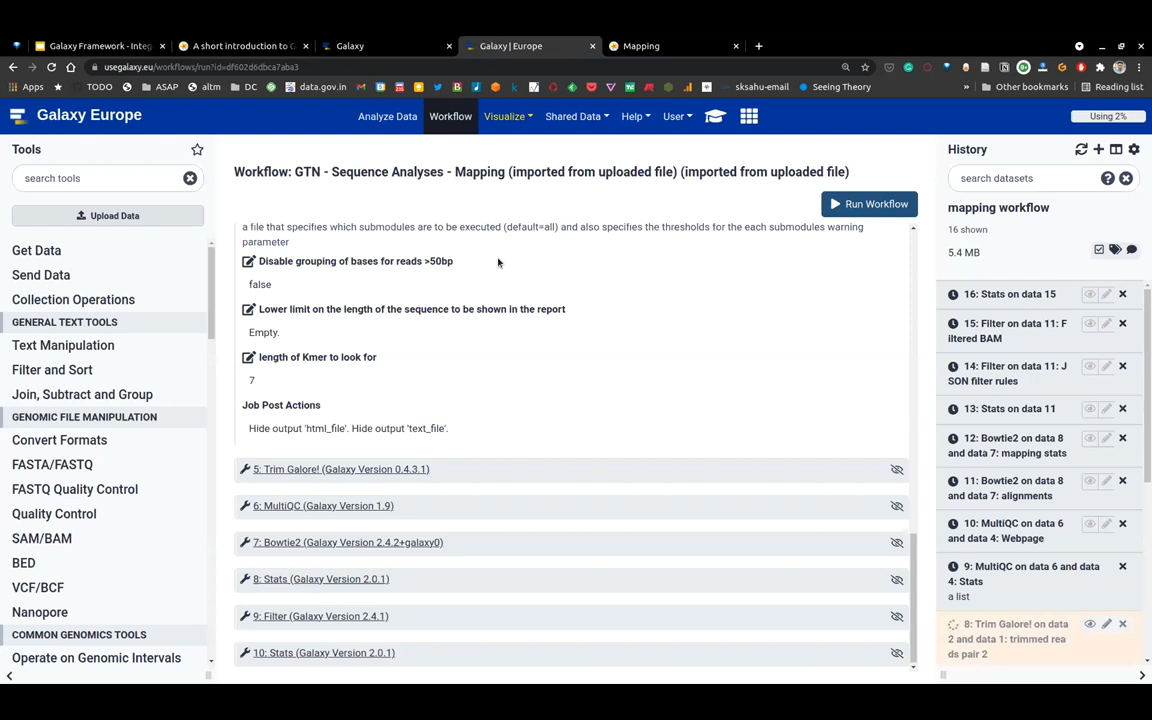 Galaxy Framework - Integ
A short introduction to G
Galaxy
Galaxy | Europe
Mapping
usegalaxy.eu/workflows/run?id=df602d6dbca7aba3
Apps
TODO
ASAP
altm
DC
data.gov.in
sksahu-email
Seeing Theory
Other bookmarks
Reading list
Galaxy Europe
Analyze Data
Workflow
Visualize
Shared Data
Help
User
Using 2%
Tools
search tools
Upload Data
Get Data
Send Data
Collection Operations
GENERAL TEXT TOOLS
Text Manipulation
Filter and Sort
Join, Subtract and Group
GENOMIC FILE MANIPULATION
Convert Formats
FASTA/FASTQ
FASTQ Quality Control
Quality Control
SAM/BAM
BED
VCF/BCF
Nanopore
COMMON GENOMICS TOOLS
Operate on Genomic Intervals
Workflow: GTN - Sequence Analyses - Mapping (imported from uploaded file) (imported from uploaded file)
Run Workflow
a file that specifies which submodules are to be executed (default=all) and also specifies the thresholds for the each submodules warning
parameter
Disable grouping of bases for reads >50bp
false
Lower limit on the length of the sequence to be shown in the report
Empty.
length of Kmer to look for
7
Job Post Actions
Hide output 'html_file'. Hide output 'text_file'.
5: Trim Galore! (Galaxy Version 0.4.3.1)
6: MultiQC (Galaxy Version 1.9)
7: Bowtie2 (Galaxy Version 2.4.2+galaxy0)
8: Stats (Galaxy Version 2.0.1)
9: Filter (Galaxy Version 2.4.1)
10: Stats (Galaxy Version 2.0.1)
History
search datasets
mapping workflow
16 shown
5.4 MB
16: Stats on data 15
15: Filter on data 11: F
iltered BAM
14: Filter on data 11: J
SON filter rules
13: Stats on data 11
12: Bowtie2 on data 8
and data 7: mapping stats
11: Bowtie2 on data 8
and data 7: alignments
10: MultiQC on data 6
and data 4: Webpage
9: MultiQC on data 6 and data
4: Stats
a list
8: Trim Galore! on data
2 and data 1: trimmed rea
ds pair 2